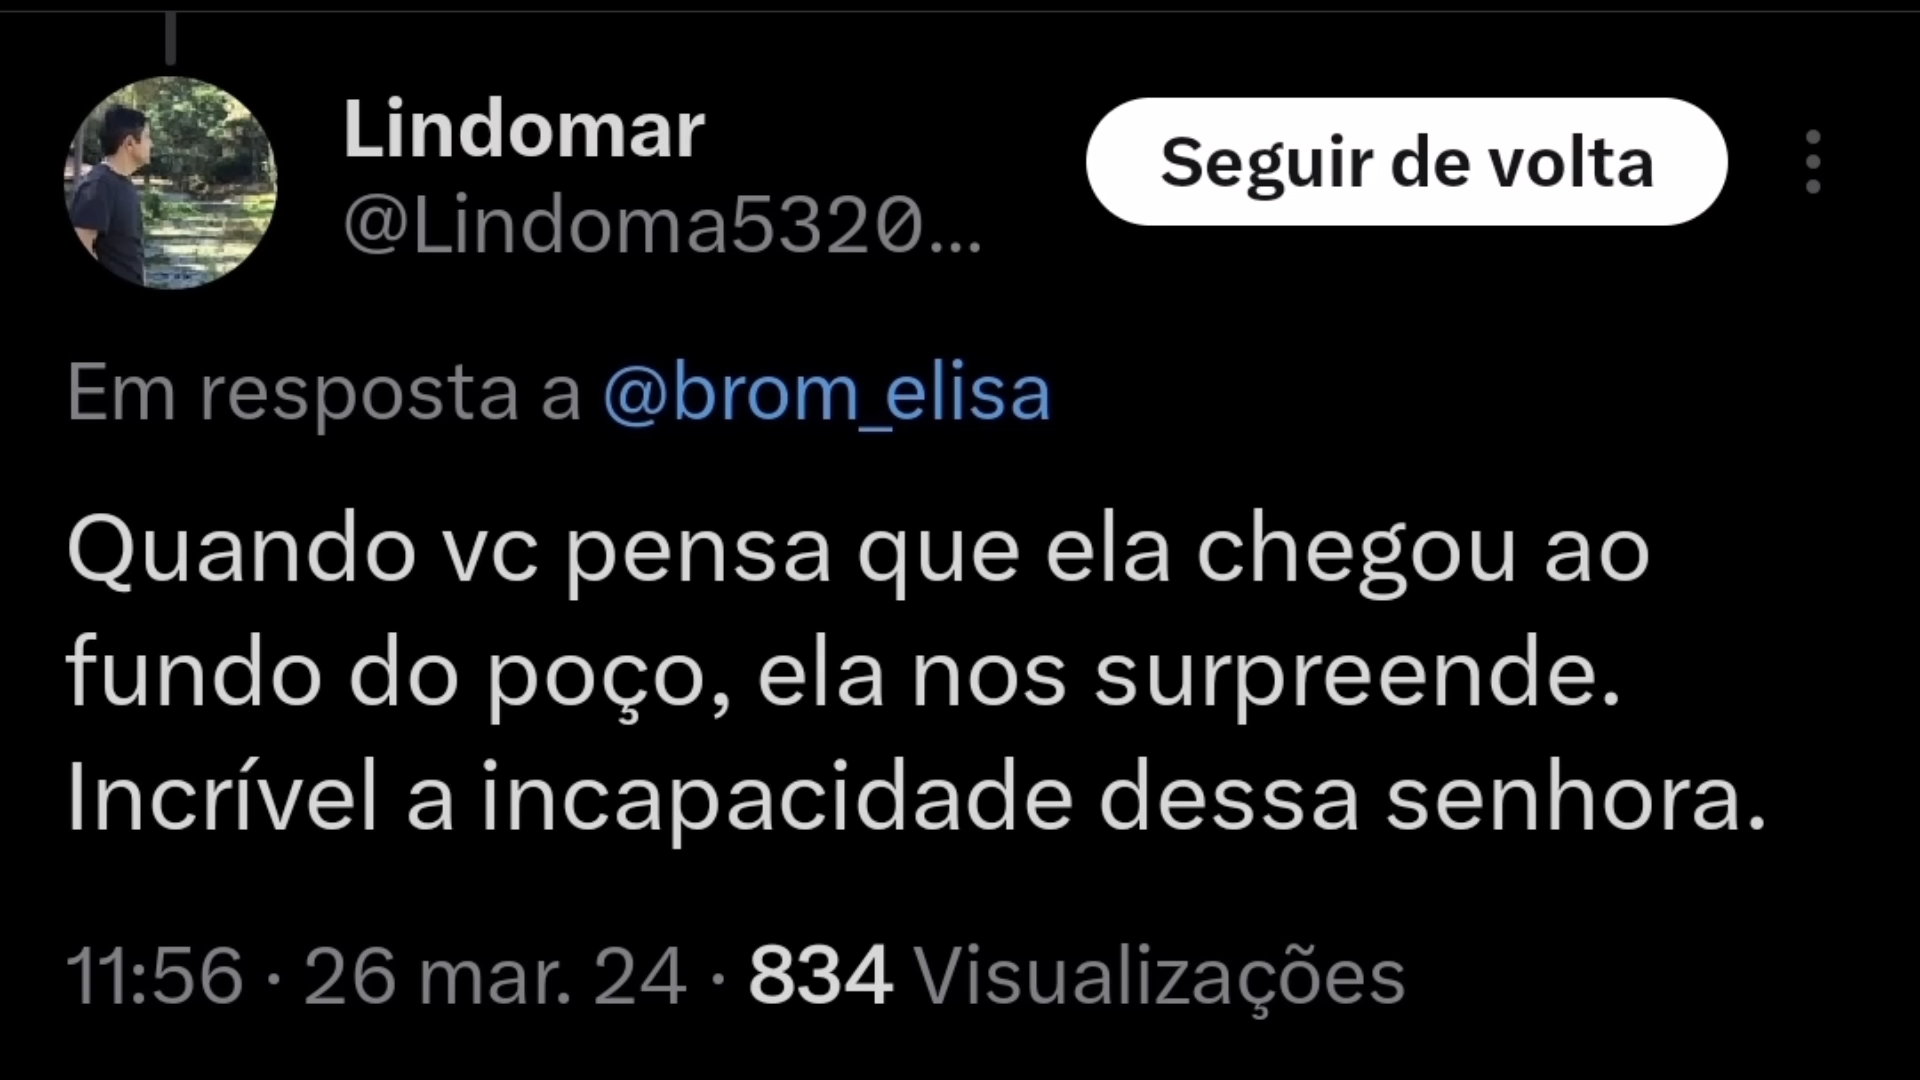 Lindomar
Seguir de volta
@Lindoma5320...
Em resposta a @brom_elisa
Quando vc pensa que ela chegou ao
fundo do poço, ela nos surpreende.
Incrível a incapacidade dessa senhora.
11:56 · 26 mar. 24 · 834 Visualizações